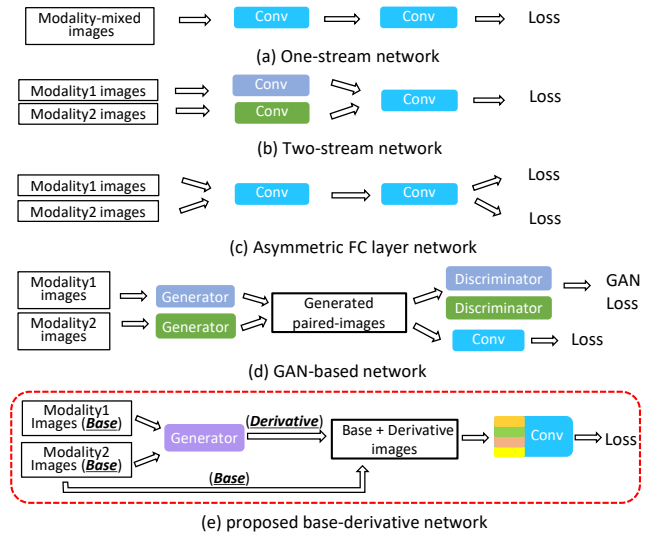 Modality-mixed
images
Conv
Conv
Loss
(a) One-stream network
Modality1 images
Modality2 images
Conv
Conv
Conv
Loss
(b) Two-stream network
Modality1 images
Modality2 images
Conv
Conv
Loss
Loss
(c) Asymmetric FC layer network
Modality1
images
Modality2
images
Generator
Generator
Generated
paired-images
Discriminator
Discriminator
GAN
Loss
Conv
Loss
(d) GAN-based network
Modality1
Images (Base)
Modality2
Images (Base)
Generator
(Derivative)
(Base)
Base + Derivative
images
Conv
Loss
(e) proposed base-derivative network